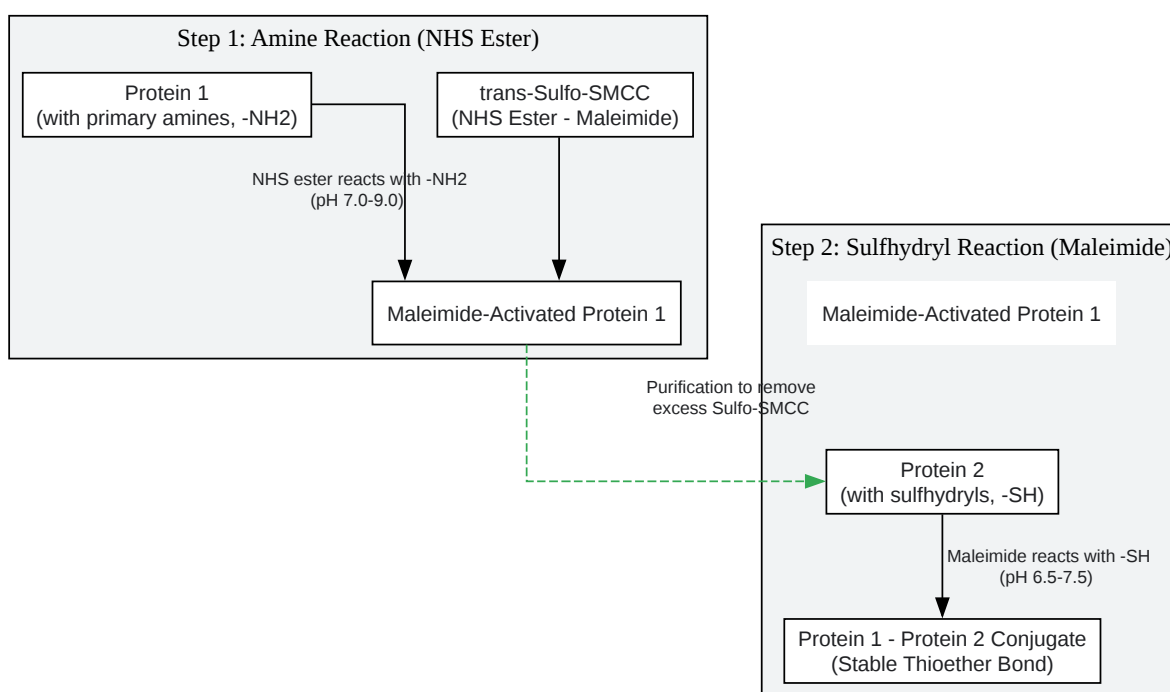 Step 1: Amine Reaction (NHS Ester)
Protein 1
(with primary amines, -NH2)
trans-Sulfo-SMCC
(NHS Ester - Maleimide)
NHS ester reacts with -NH2
(pH 7.0-9.0)
Maleimide-Activated Protein 1
Purification to remove
excess Sulfo-SMCC
Step 2: Sulfhydryl Reaction (Maleimide)
Maleimide-Activated Protein 1
Protein 2
(with sulfhydryls, -SH)
Maleimide reacts with -SH
(pH 6.5-7.5)
Protein 1 - Protein 2 Conjugate
(Stable Thioether Bond)